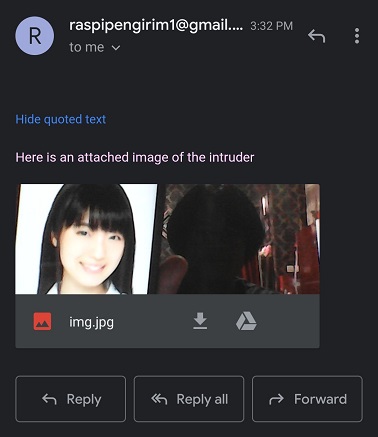 R
raspipengirim1@gmail.... 3:32 PM
to me
Hide quoted text
Here is an attached image of the intruder
img.jpg
Reply
Reply all
Forward